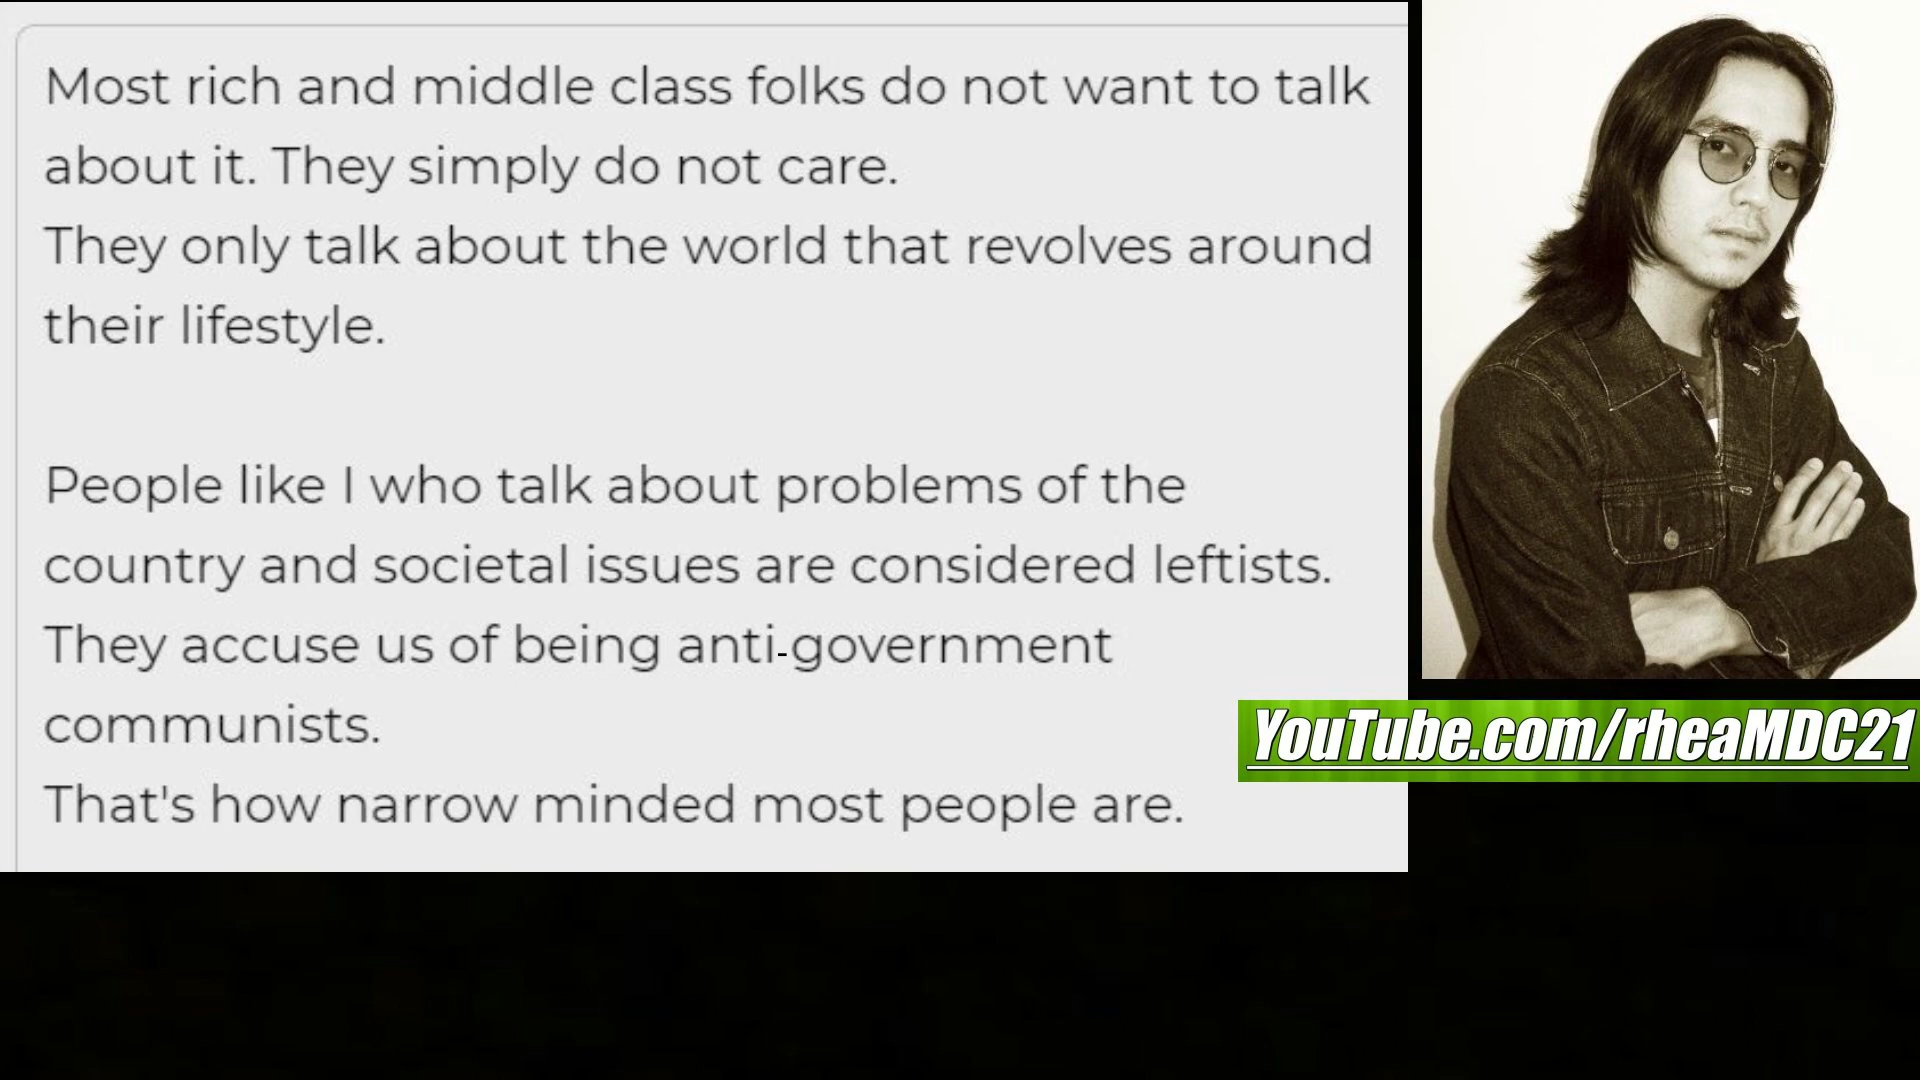 Most rich and middle class folks do not want to talk
about it. They simply do not care.
They only talk about the world that revolves around
their lifestyle.
People like I who talk about problems of the
country and societal issues are considered leftists.
They accuse us of being anti-government
communists.
That's how narrow minded most people are.
YouTube.com/rheaMDC21